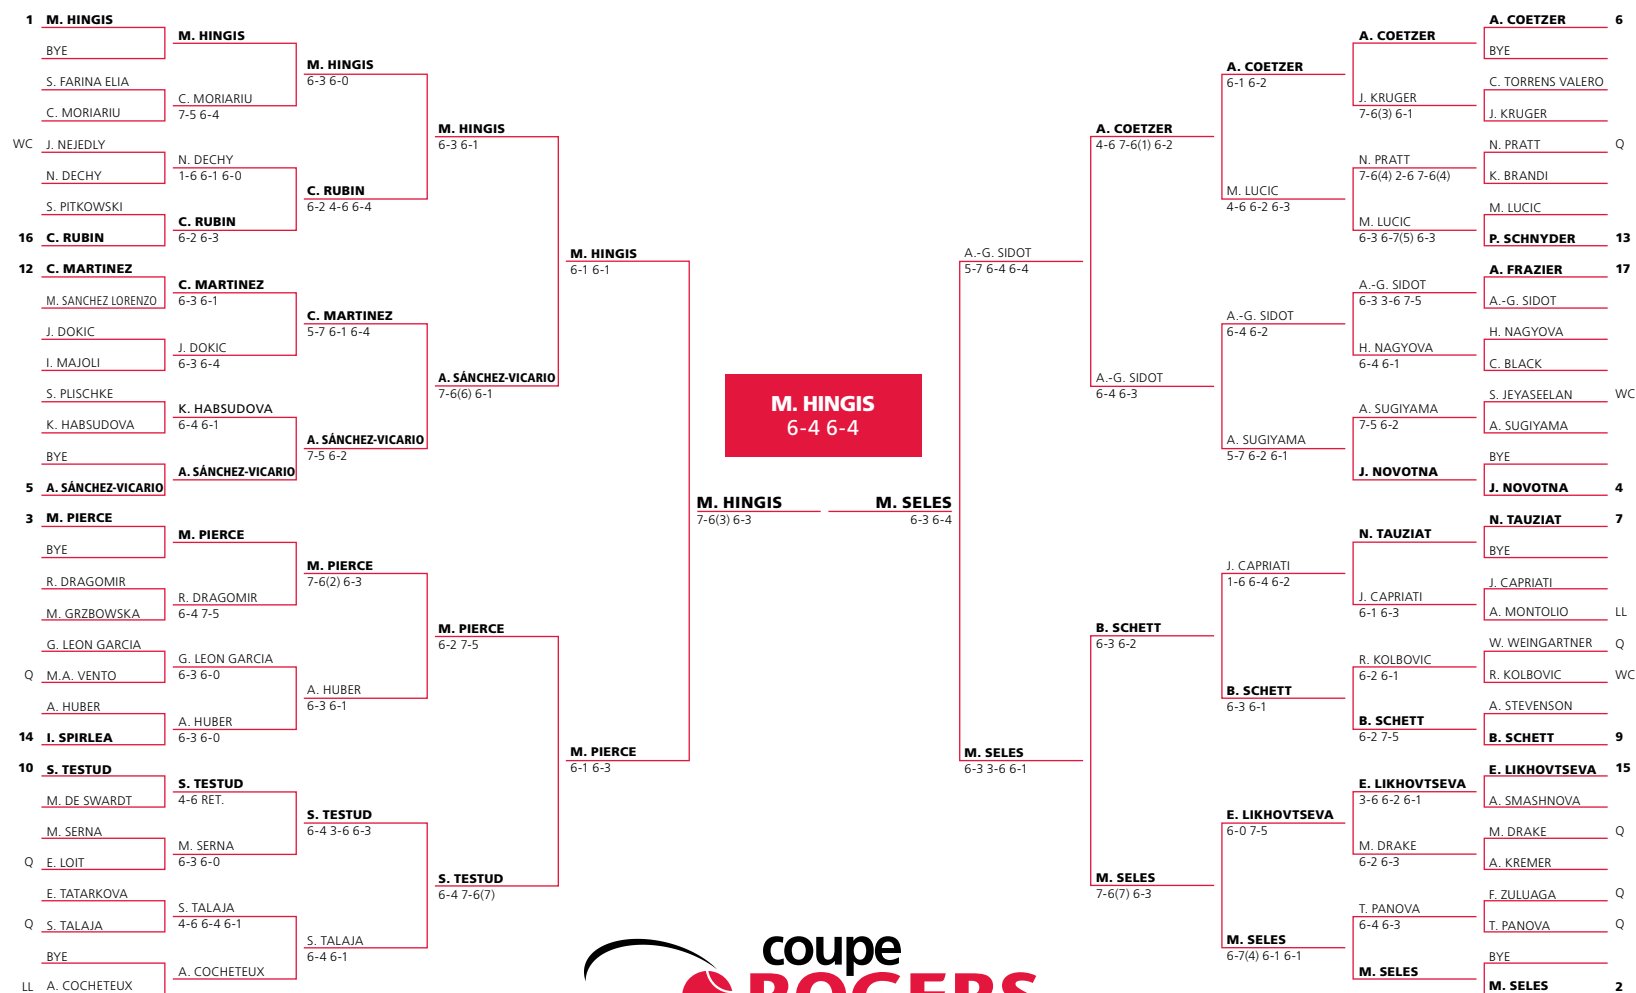 1 M. HINGIS
BYE
S. FARINA ELIA
C. MORIARIU
WC J. NEJEDLY
N. DECHY
S. PITKOWSKI
16 C. RUBIN
12 C. MARTINEZ
M. SANCHEZ LORENZO
J. DOKIC
I. MAJOLI
S. PLISCHKE
K. HABSUDOVA
BYE
5 A. SÁNCHEZ-VICARIO
3 M. PIERCE
BYE
R. DRAGOMIR
M. GRZBOWSKA
G. LEON GARCIA
Q M.A. VENTO
A. HUBER
14 I. SPIRLEA
10 S. TESTUD
M. DE SWARDT
M. SERNA
Q E. LOIT
E. TATARKOVA
Q S. TALAJA
BYE
LL A. COCHETEUX
M. HINGIS
C. MORIARIU
7-5 6-4
N. DECHY
1-6 6-1 6-0
C. RUBIN
6-2 6-3
C. MARTINEZ
6-3 6-1
J. DOKIC
6-3 6-4
K. HABSUDOVA
6-4 6-1
A. SÁNCHEZ-VICARIO
M. PIERCE
R. DRAGOMIR
6-4 7-5
G. LEON GARCIA
6-3 6-0
A. HUBER
6-3 6-0
S. TESTUD
4-6 RET.
M. SERNA
6-3 6-0
S. TALAJA
4-6 6-4 6-1
A. COCHETEUX
M. HINGIS
6-3 6-0
C. RUBIN
6-2 4-6 6-4
C. MARTINEZ
5-7 6-1 6-4
A. SÁNCHEZ-VICARIO
7-5 6-2
M. PIERCE
7-6(2) 6-3
A. HUBER
6-3 6-1
S. TESTUD
6-4 3-6 6-3
S. TALAJA
6-4 6-1
M. HINGIS
6-3 6-1
A. SÁNCHEZ-VICARIO
7-6(6) 6-1
M. PIERCE
6-2 7-5
S. TESTUD
6-4 7-6(7)
M. HINGIS
6-1 6-1
M. PIERCE
6-1 6-3
M. HINGIS
7-6(3) 6-3
M. HINGIS
6-4 6-4
M. SELES
6-3 6-4
A.-G. SIDOT
5-7 6-4 6-4
M. SELES
6-3 3-6 6-1
A. COETZER
4-6 7-6(1) 6-2
A.-G. SIDOT
6-4 6-3
B. SCHETT
6-3 6-2
M. SELES
7-6(7) 6-3
A. COETZER
6-1 6-2
M. LUCIC
4-6 6-2 6-3
A.-G. SIDOT
6-4 6-2
A. SUGIYAMA
5-7 6-2 6-1
J. CAPRIATI
1-6 6-4 6-2
B. SCHETT
6-3 6-1
E. LIKHOVTSEVA
6-0 7-5
M. SELES
6-7(4) 6-1 6-1
A. COETZER
J. KRUGER
7-6(3) 6-1
N. PRATT
7-6(4) 2-6 7-6(4)
M. LUCIC
6-3 6-7(5) 6-3
A.-G. SIDOT
6-3 3-6 7-5
H. NAGYOVA
6-4 6-1
A. SUGIYAMA
7-5 6-2
J. NOVOTNA
N. TAUZIAT
J. CAPRIATI
6-1 6-3
R. KOLBOVIC
6-2 6-1
B. SCHETT
6-2 7-5
E. LIKHOVTSEVA
3-6 6-2 6-1
M. DRAKE
6-2 6-3
T. PANOVA
6-4 6-3
M. SELES
A. COETZER 6
BYE
C. TORRENS VALERO
J. KRUGER
N. PRATT Q
K. BRANDI
M. LUCIC
P. SCHNYDER 13
A. FRAZIER 17
A.-G. SIDOT
H. NAGYOVA
C. BLACK
S. JEYASEELAN WC
A. SUGIYAMA
BYE
J. NOVOTNA 4
N. TAUZIAT 7
BYE
J. CAPRIATI
A. MONTOLIO LL
W. WEINGARTNER Q
R. KOLBOVIC WC
A. STEVENSON
B. SCHETT 9
E. LIKHOVTSEVA 15
A. SMASHNOVA
M. DRAKE Q
A. KREMER
F. ZULUAGA Q
T. PANOVA Q
BYE
M. SELES 2
coupe
ROGERS